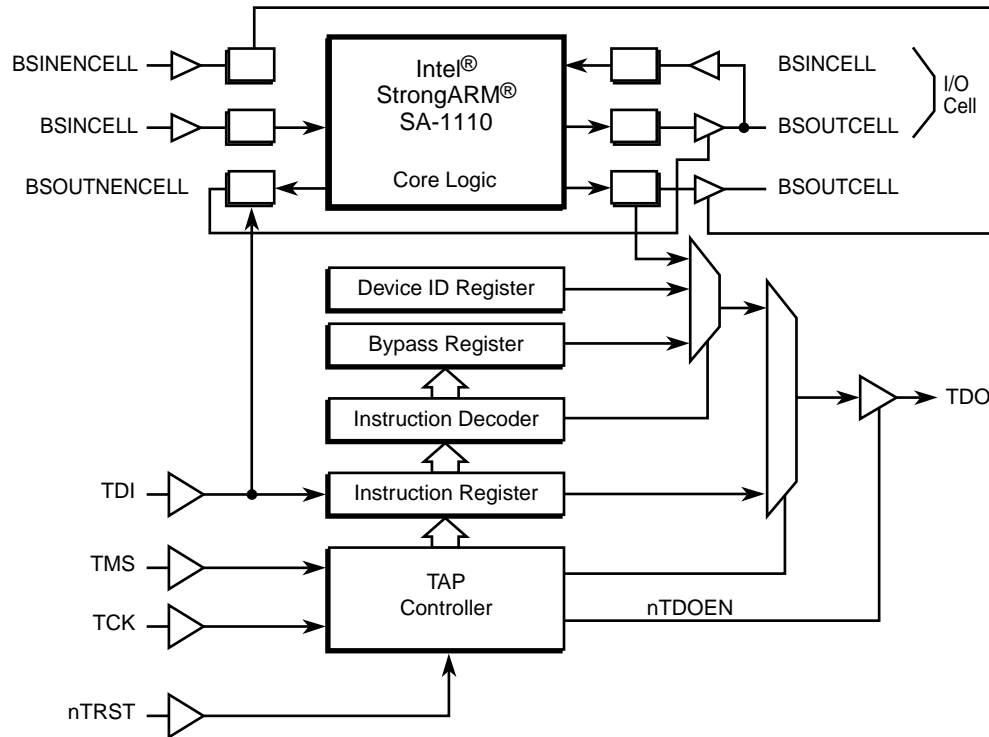 BSINENCELL
Intel® StrongARM® SA-1110
BSINCELL
I/O Cell
BSINCELL
BSOUTCELL
BSOUTNENCELL
Core Logic
BSOUTCELL
Device ID Register
Bypass Register
Instruction Decoder
TDO
TDI
Instruction Register
TMS
TAP Controller
nTDOEN
TCK
nTRST